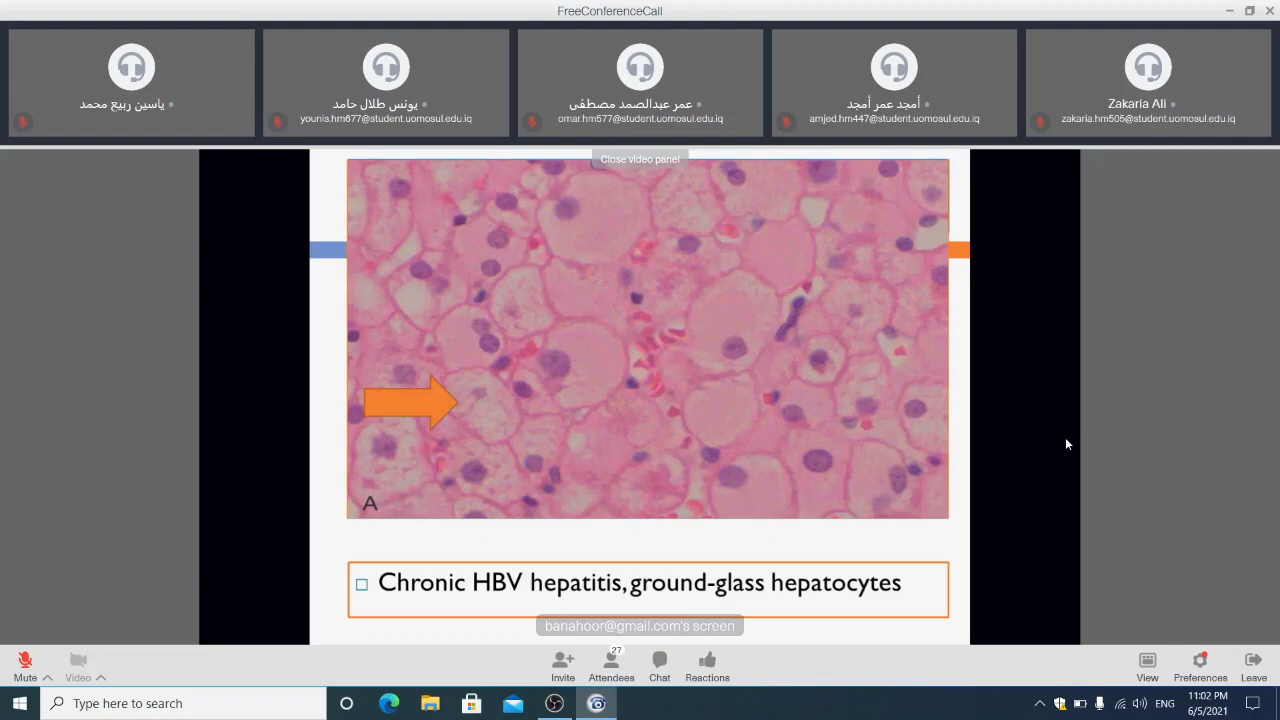 FreeConferenceCall
ياسين ربيع محمد
يونس طلال حامد
younis.hm677@student.uomosul.edu.iq
عمر عبدالصمد مصطفى
omar.hm577@student.uomosul.edu.iq
أمجد عمر أمجد
amjed.hm447@student.uomosul.edu.iq
Zakaria Ali
zakaria.hm505@student.uomosul.edu.iq
Close video panel
A
Chronic HBV hepatitis, ground-glass hepatocytes
banahoor@gmail.com's screen
Mute
Video
Invite
27
Attendees
Chat
Reactions
View
Preferences
Leave
Type here to search
ENG
11:02 PM
6/5/2021